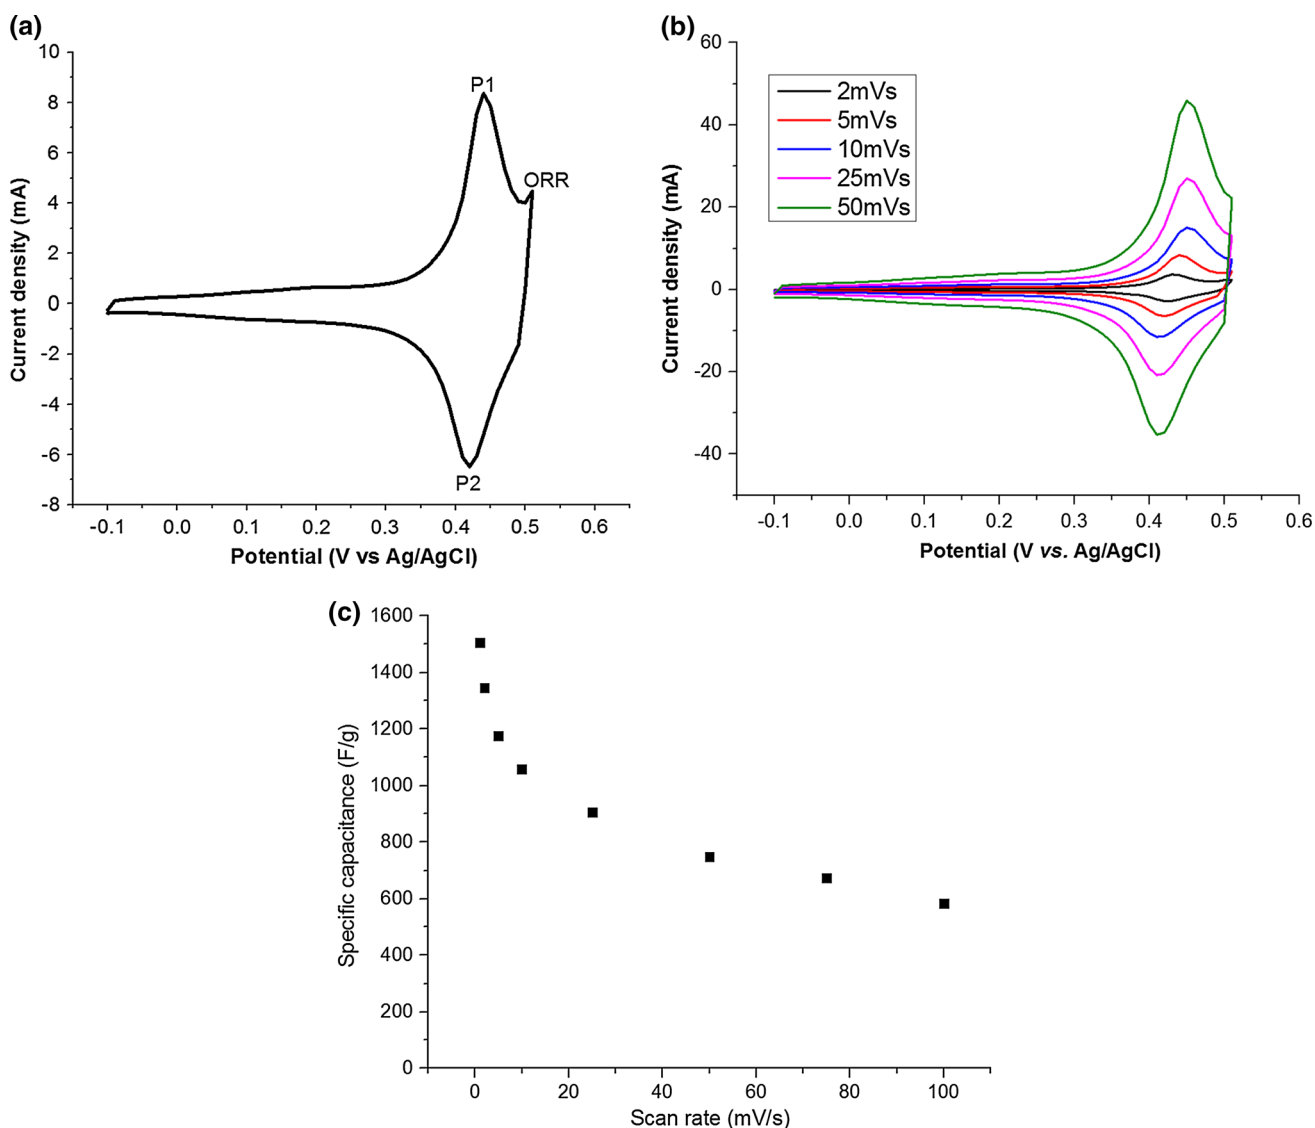 (a)
10
8
6
4
2
0
-2
-4
-6
-8
Current density (mA)
P1
ORR
P2
-0.1 0.0 0.1 0.2 0.3 0.4 0.5 0.6
Potential (V vs Ag/AgCl)
(b)
60
40
20
0
-20
-40
Current density (mA)
2mVs
5mVs
10mVs
25mVs
50mVs
-0.1 0.0 0.1 0.2 0.3 0.4 0.5 0.6
Potential (V vs. Ag/AgCl)
(c)
1600
1400
1200
1000
800
600
400
200
0
Specific capacitance (F/g)
0 20 40 60 80 100
Scan rate (mV/s)